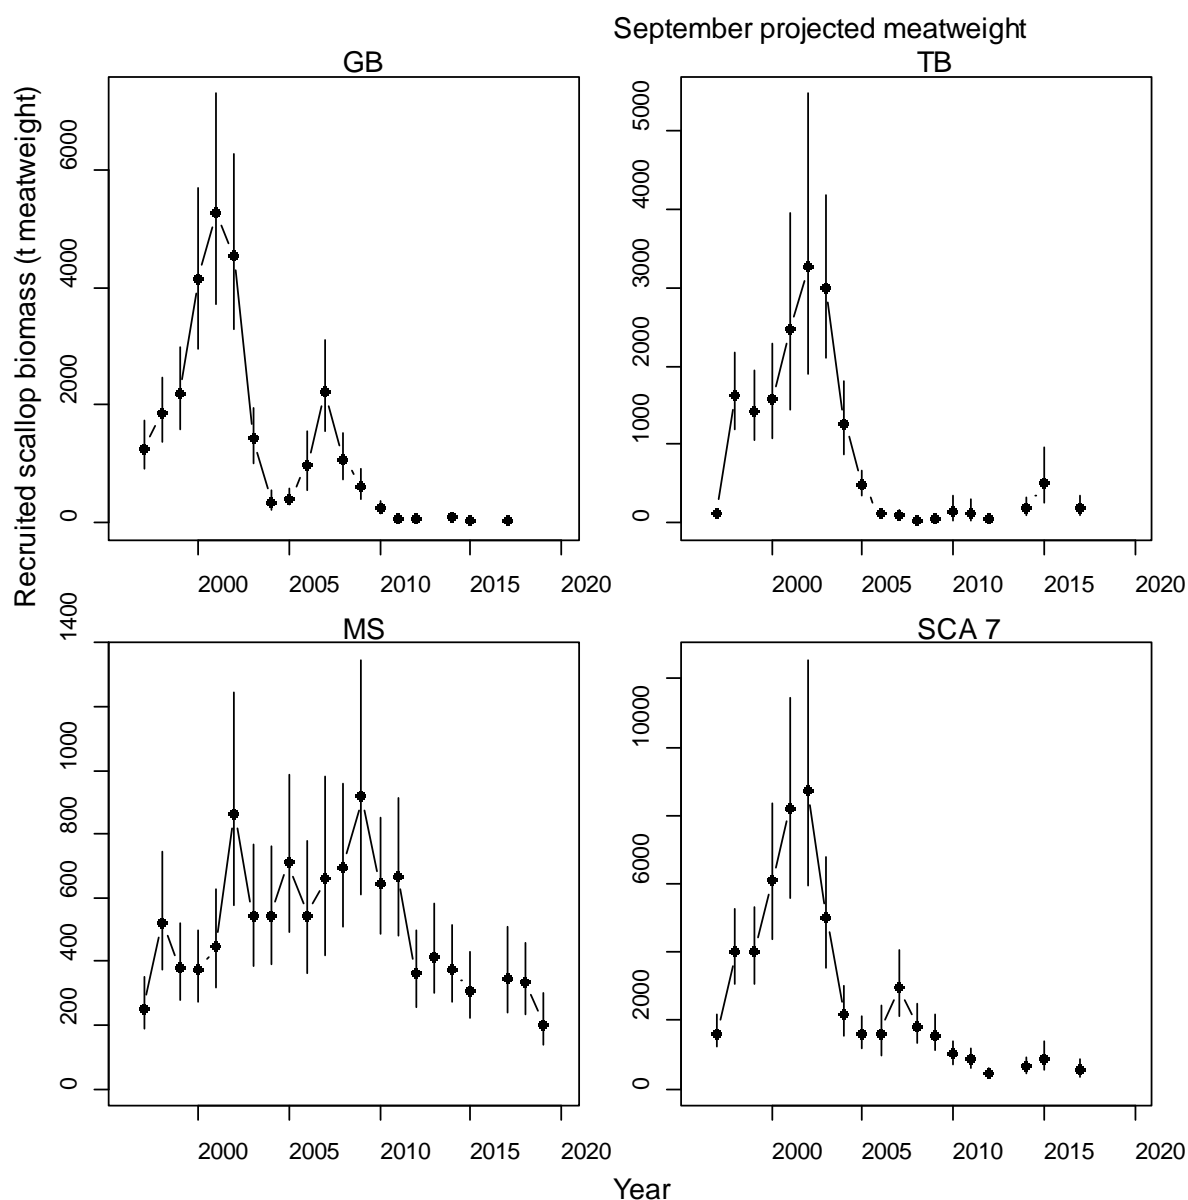 September projected meatweight
GB
TB
Recruited scallop biomass (t meatweight)
0 2000 4000 6000
2000 2005 2010 2015 2020
0 1000 2000 3000 4000 5000
2000 2005 2010 2015 2020
MS
SCA 7
0 200 400 600 800 1000 1400
2000 2005 2010 2015 2020
0 2000 6000 10000
2000 2005 2010 2015 2020
Year